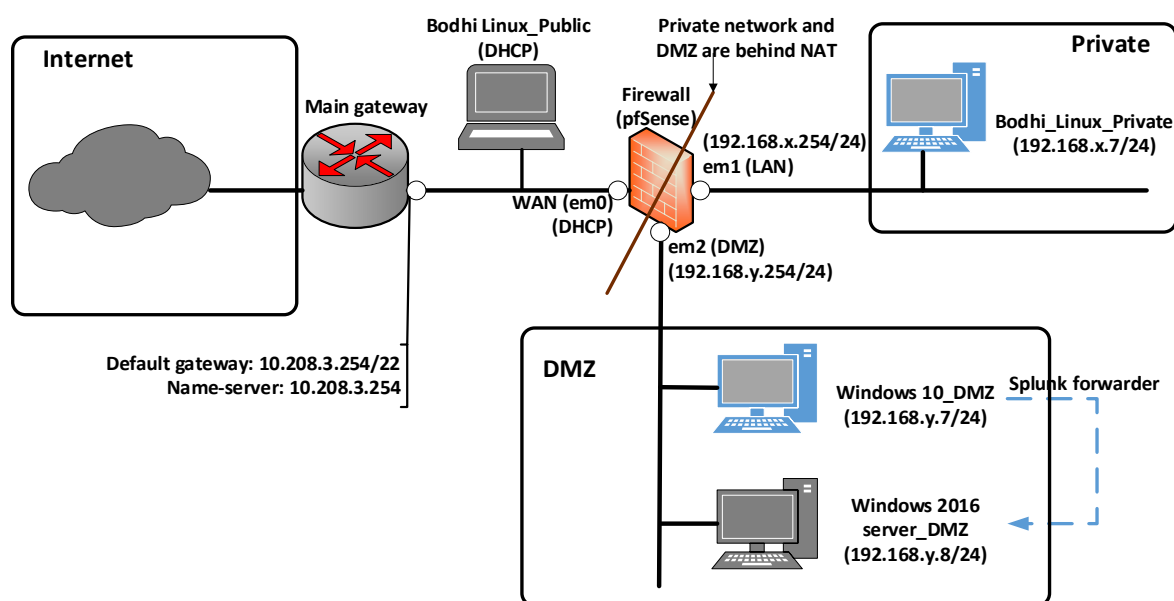 Internet
Main gateway
Default gateway: 10.208.3.254/22
Name-server: 10.208.3.254
Bodhi Linux_Public
(DHCP)
WAN (em0)
(DHCP)
Firewall
(pfSense)
Private network and
DMZ are behind NAT
(192.168.x.254/24)
em1 (LAN)
em2 (DMZ)
(192.168.y.254/24)
Private
Bodhi_Linux_Private
(192.168.x.7/24)
DMZ
Windows 10_DMZ
(192.168.y.7/24)
Splunk forwarder
Windows 2016
server_DMZ
(192.168.y.8/24)